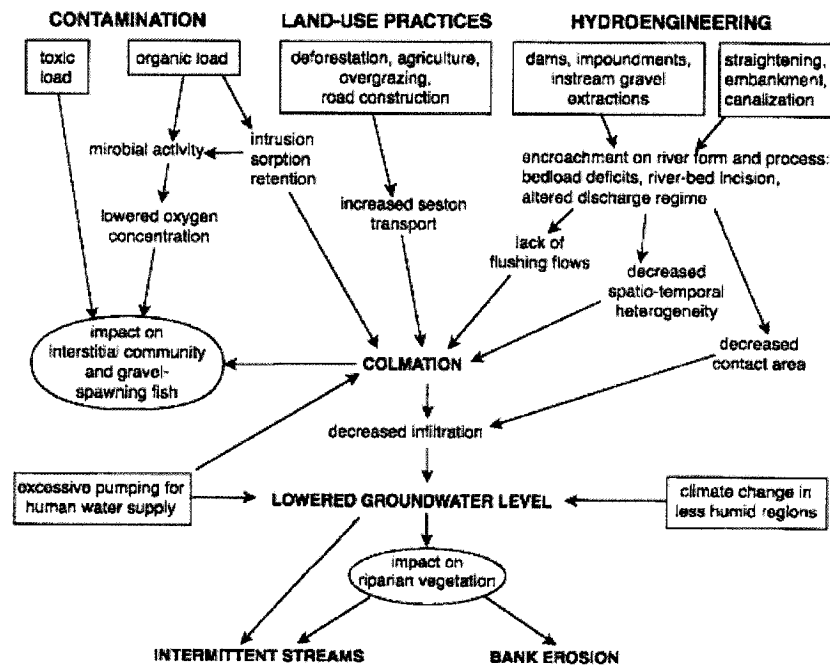 CONTAMINATION
LAND-USE PRACTICES
HYDROENGINEERING
toxic
load
organic load
deforestation, agriculture,
overgrazing,
road construction
dams, impoundments,
instream gravel
extractions
straightening,
embankment,
canalization
mirobial activity
intrusion
sorption
retention
encroachment on river form and process:
bedload deficits, river-bed incision,
altered discharge regime
lowered oxygen
concentration
increased seston
transport
lack of
flushing flows
decreased
spatio-temporal
heterogeneity
impact on
interstitial community
and gravel-
spawning fish
COLMATION
decreased
contact area
decreased infiltration
excessive pumping for
human water supply
LOWERED GROUNDWATER LEVEL
climate change in
less humid regions
impact on
riparian vegetation
INTERMITTENT STREAMS
BANK EROSION